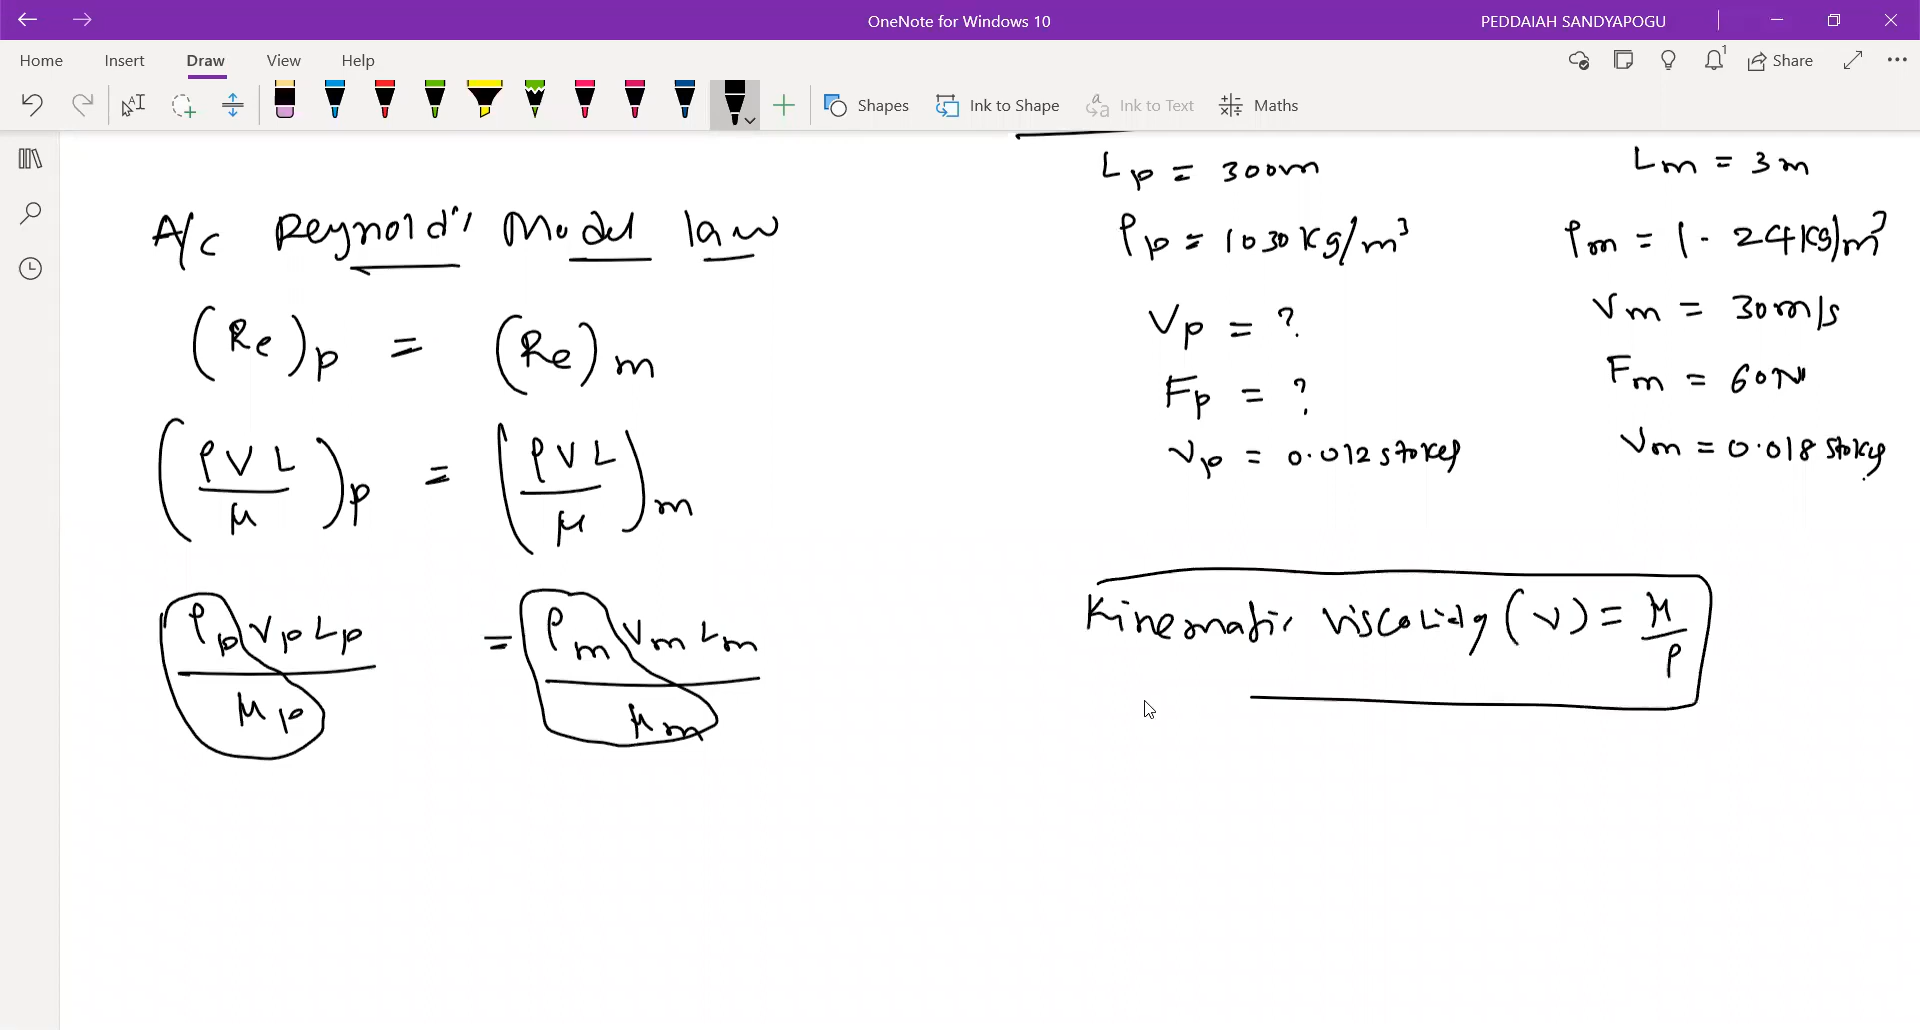 OneNote for Windows 10
PEDDAIAH SANDYAPOGU
Home Insert Draw View Help
1 Share
Shapes Ink to Shape Ink to Text Maths
A/c Reynold's Model law
(Re)p = (Re)m
(ρVL/μ)p = (ρVL/μ)m
ρp Vp Lp / μp = ρm Vm Lm / μm
Lp = 300m
Lm = 3m
ρp = 1030 Kg/m³
ρm = 1.24 Kg/m³
Vp = ?
Vm = 30 m/s
Fp = ?
Fm = 60N
νp = 0.012 stokes
νm = 0.018 stokes
Kinematic viscosity (ν) = μ/ρ